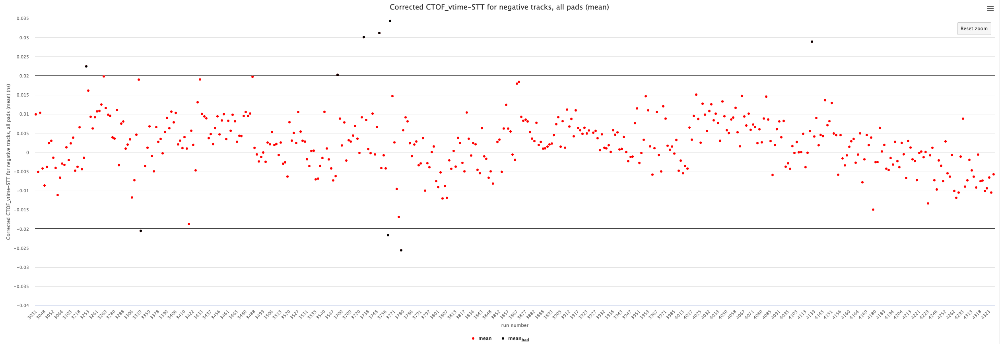 Corrected CTOF_vtime-STT for negative tracks, all pads (mean)
Reset zoom
Corrected CTOF_vtime-STT for negative tracks, all pads (mean) (ns)
0.035
0.03
0.025
0.02
0.015
0.01
0.005
0
-0.005
-0.01
-0.015
-0.02
-0.025
-0.03
-0.035
-0.04
3031 3048 3052 3064 3103 3218 3253 3261 3269 3280 3288 3306 3319 3359 3378 3390 3406 3410 3422 3433 3437 3456 3461 3465 3480 3488 3499 3506 3513 3520 3527 3531 3535 3540 3547 3700 3709 3720 3738 3748 3756 3771 3780 3786 3791 3797 3801 3807 3813 3817 3834 3843 3848 3852 3857 3867 3877 3882 3888 3893 3905 3912 3917 3923 3927 3932 3938 3943 3947 3951 3959 3967 3971 3985 4013 4017 4025 4032 4039 4050 4058 4067 4071 4080 4085 4091 4095 4103 4113 4139 4145 4151 4156 4160 4164 4169 4180 4189 4194 4204 4213 4221 4229 4246 4252 4262 4293 4313 4318 4323
run number
mean mean_bad